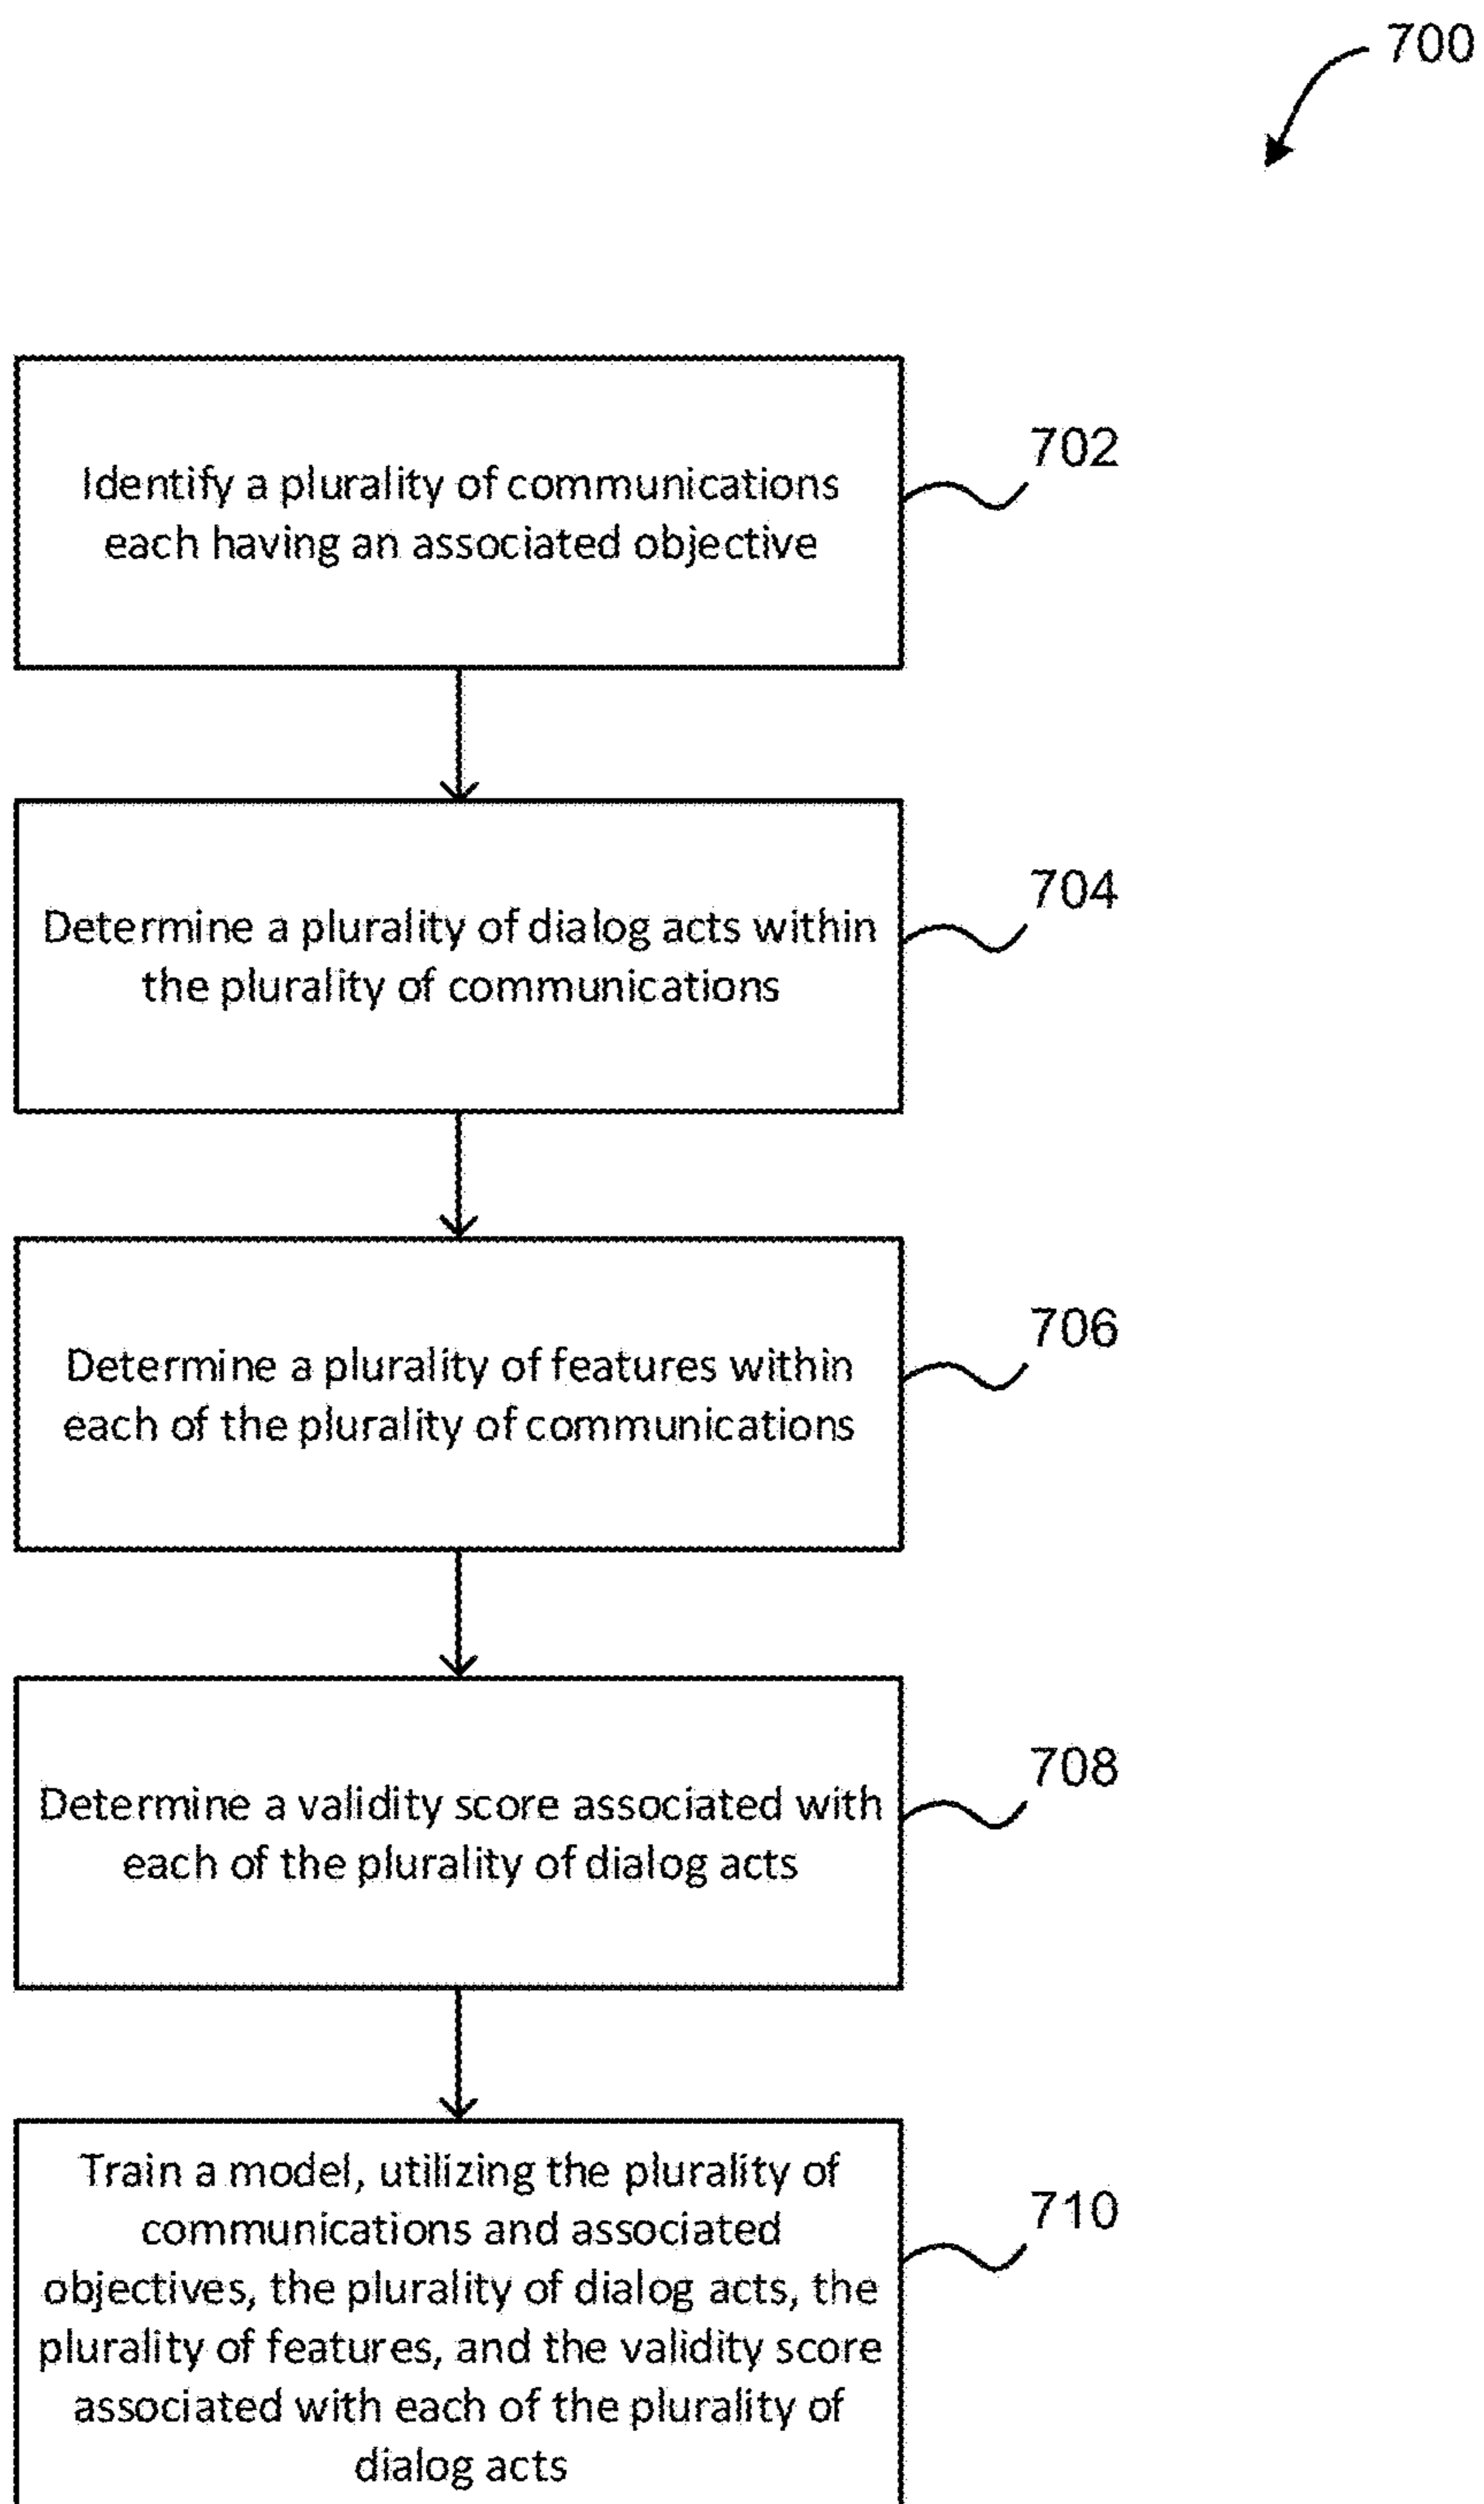 700
Identify a plurality of communications
each having an associated objective
702
Determine a plurality of dialog acts within
the plurality of communications
704
Determine a plurality of features within
each of the plurality of communications
706
Determine a validity score associated with
each of the plurality of dialog acts
708
Train a model, utilizing the plurality of
communications and associated
objectives, the plurality of dialog acts, the
plurality of features, and the validity score
associated with each of the plurality of
dialog acts
710